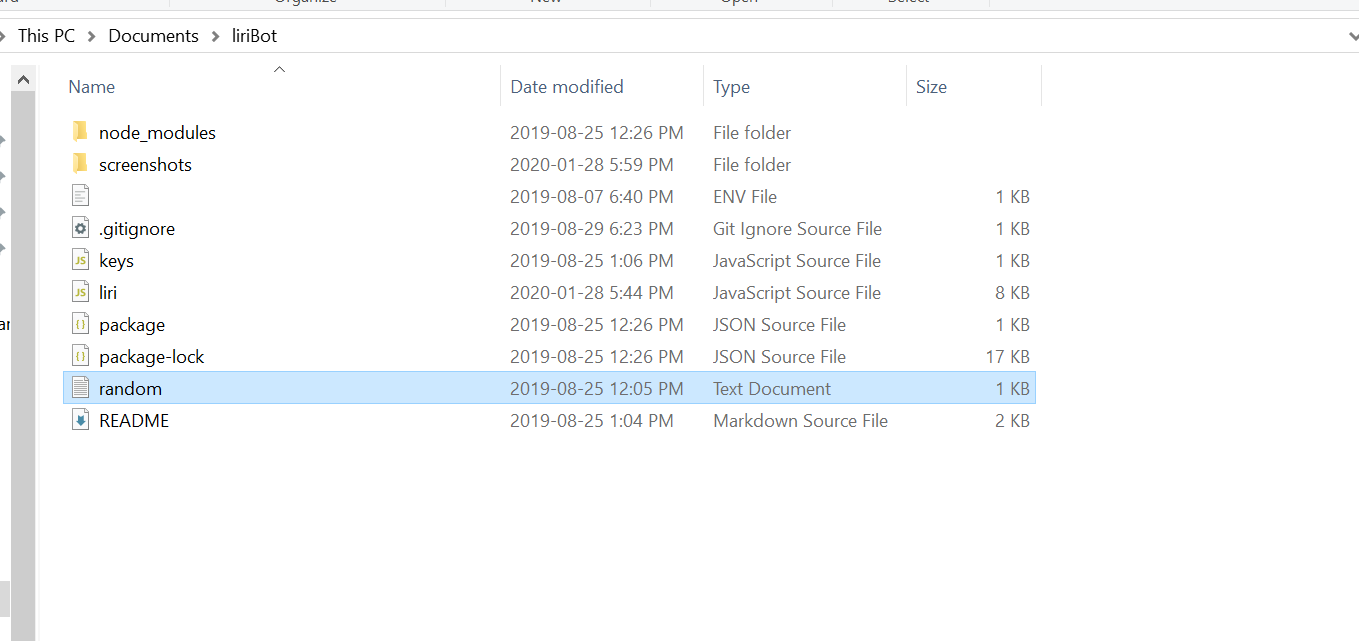 Organize New Open Select
This PC > Documents > liriBot
Name Date modified Type Size
node_modules 2019-08-25 12:26 PM File folder
screenshots 2020-01-28 5:59 PM File folder
2019-08-07 6:40 PM ENV File 1 KB
.gitignore 2019-08-29 6:23 PM Git Ignore Source File 1 KB
JS keys 2019-08-25 1:06 PM JavaScript Source File 1 KB
JS liri 2020-01-28 5:44 PM JavaScript Source File 8 KB
package 2019-08-25 12:26 PM JSON Source File 1 KB
package-lock 2019-08-25 12:26 PM JSON Source File 17 KB
random 2019-08-25 12:05 PM Text Document 1 KB
README 2019-08-25 1:04 PM Markdown Source File 2 KB